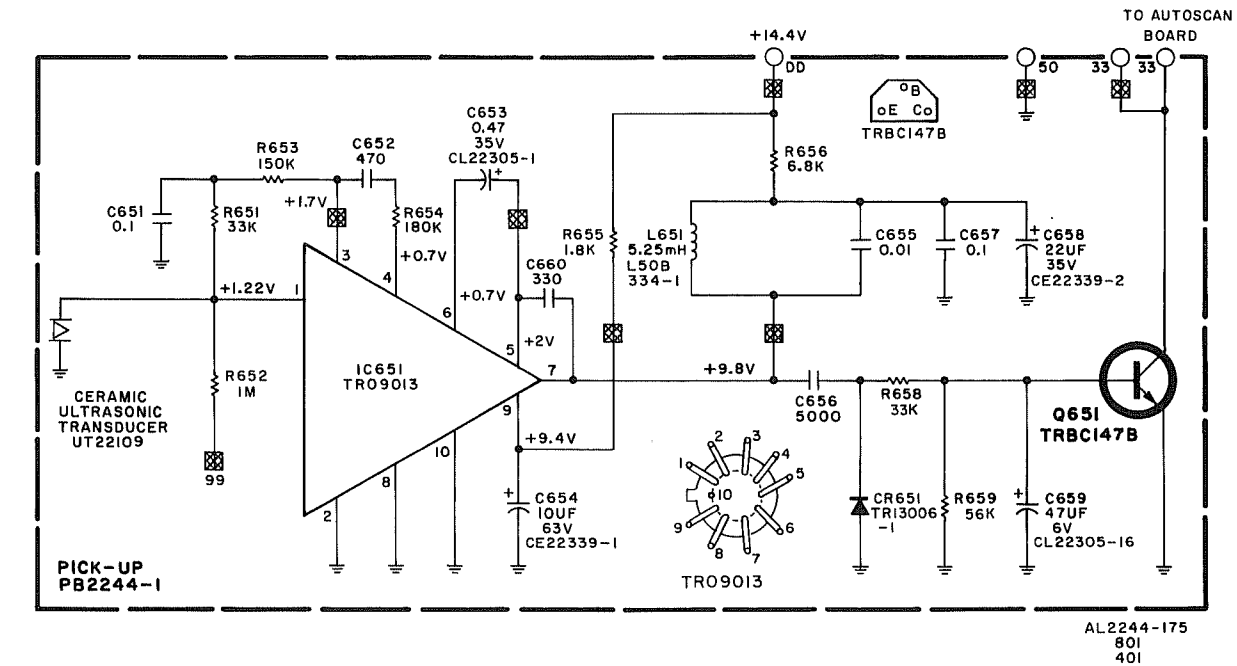 TO AUTOSCAN
BOARD
+14.4V
DD
50
33
33
B
E
C
TRBC147B
C653
0.47
35V
CL22305-1
+
R653
150K
C652
470
R656
6.8K
C651
0.1
R651
33K
+1.7V
R654
180K
+0.7V
R655
1.8K
L651
5.25mH
L50B
334-1
C655
0.01
C657
0.1
+
C658
22UF
35V
CE22339-2
3
4
C660
330
+1.22V
1
+0.7V
6
5
+2V
IC651
TR09013
7
+9.8V
C656
5000
R658
33K
Q651
TRBC147B
CERAMIC
ULTRASONIC
TRANSDUCER
UT22109
R652
1M
99
9
+9.4V
10
8
2
+
C654
10UF
63V
CE22339-1
1
2
3
4
5
6
7
8
9
10
TR09013
CR651
TR13006
-1
R659
56K
+
C659
47UF
6V
CL22305-16
PICK-UP
PB2244-1
AL2244-175
801
401